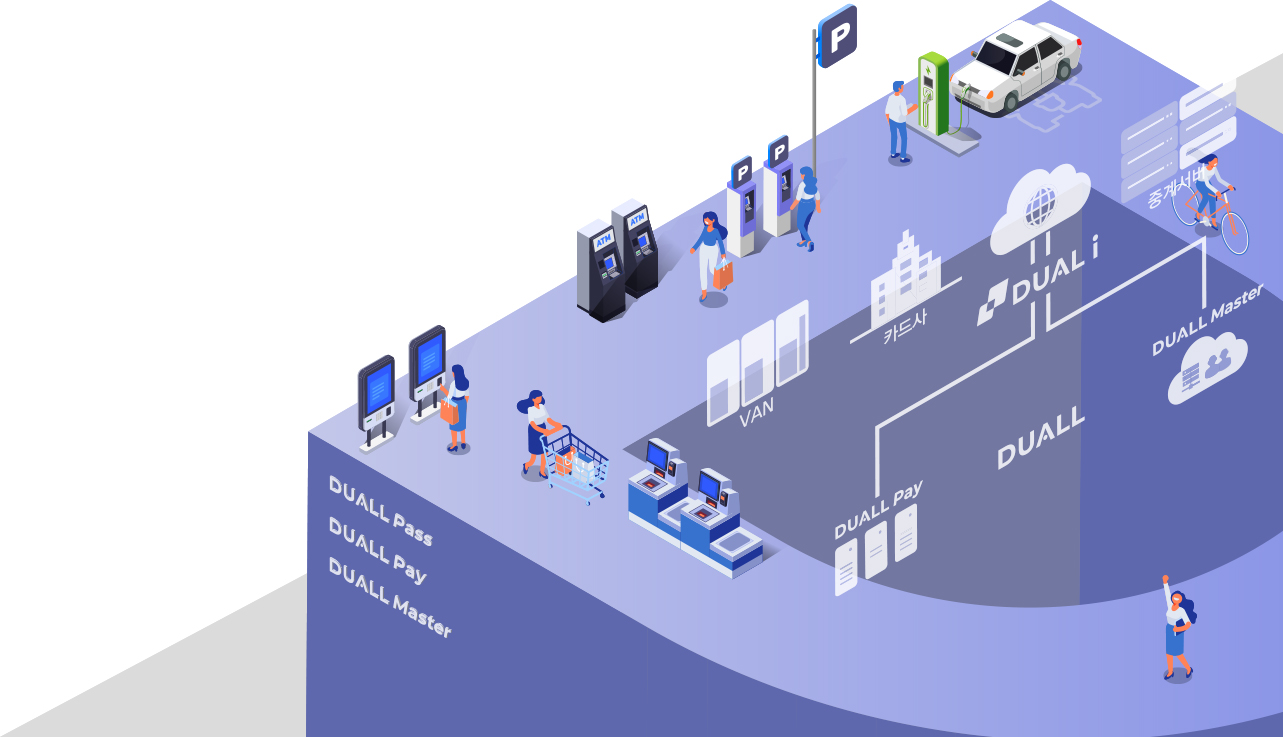 P
P
P
ATM
ATM
중계서버
DUALL i
DUALL Master
카드사
VAN
DUALL
DUALL Pay
DUALL Pass
DUALL Pay
DUALL Master